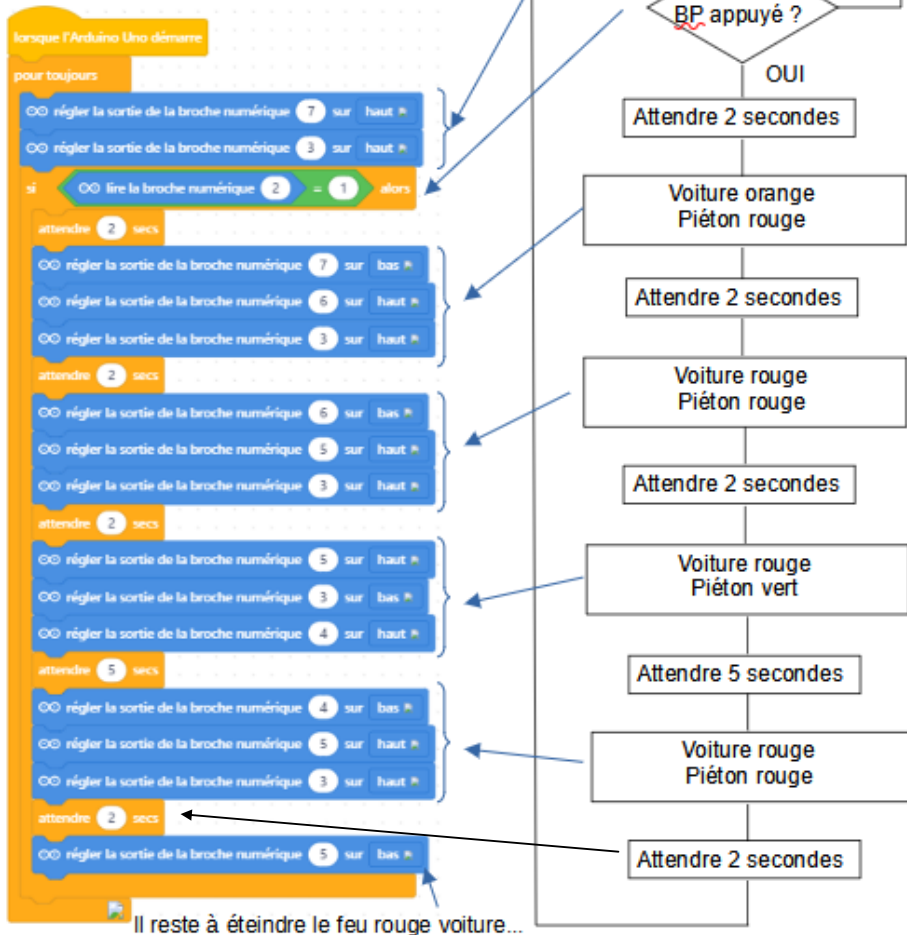 lorsque l'Arduino Uno démarre
pour toujours
régler la sortie de la broche numérique 7 sur haut
régler la sortie de la broche numérique 3 sur haut
si lire la broche numérique 2 = 1 alors
attendre 2 secs
régler la sortie de la broche numérique 7 sur bas
régler la sortie de la broche numérique 6 sur haut
régler la sortie de la broche numérique 3 sur haut
attendre 2 secs
régler la sortie de la broche numérique 6 sur bas
régler la sortie de la broche numérique 5 sur haut
régler la sortie de la broche numérique 3 sur haut
attendre 2 secs
régler la sortie de la broche numérique 5 sur haut
régler la sortie de la broche numérique 3 sur bas
régler la sortie de la broche numérique 4 sur haut
attendre 5 secs
régler la sortie de la broche numérique 4 sur bas
régler la sortie de la broche numérique 5 sur haut
régler la sortie de la broche numérique 3 sur haut
attendre 2 secs
régler la sortie de la broche numérique 5 sur bas
Il reste à éteindre le feu rouge voiture...
BP appuyé ?
OUI
Attendre 2 secondes
Voiture orange
Piéton rouge
Attendre 2 secondes
Voiture rouge
Piéton rouge
Attendre 2 secondes
Voiture rouge
Piéton vert
Attendre 5 secondes
Voiture rouge
Piéton rouge
Attendre 2 secondes